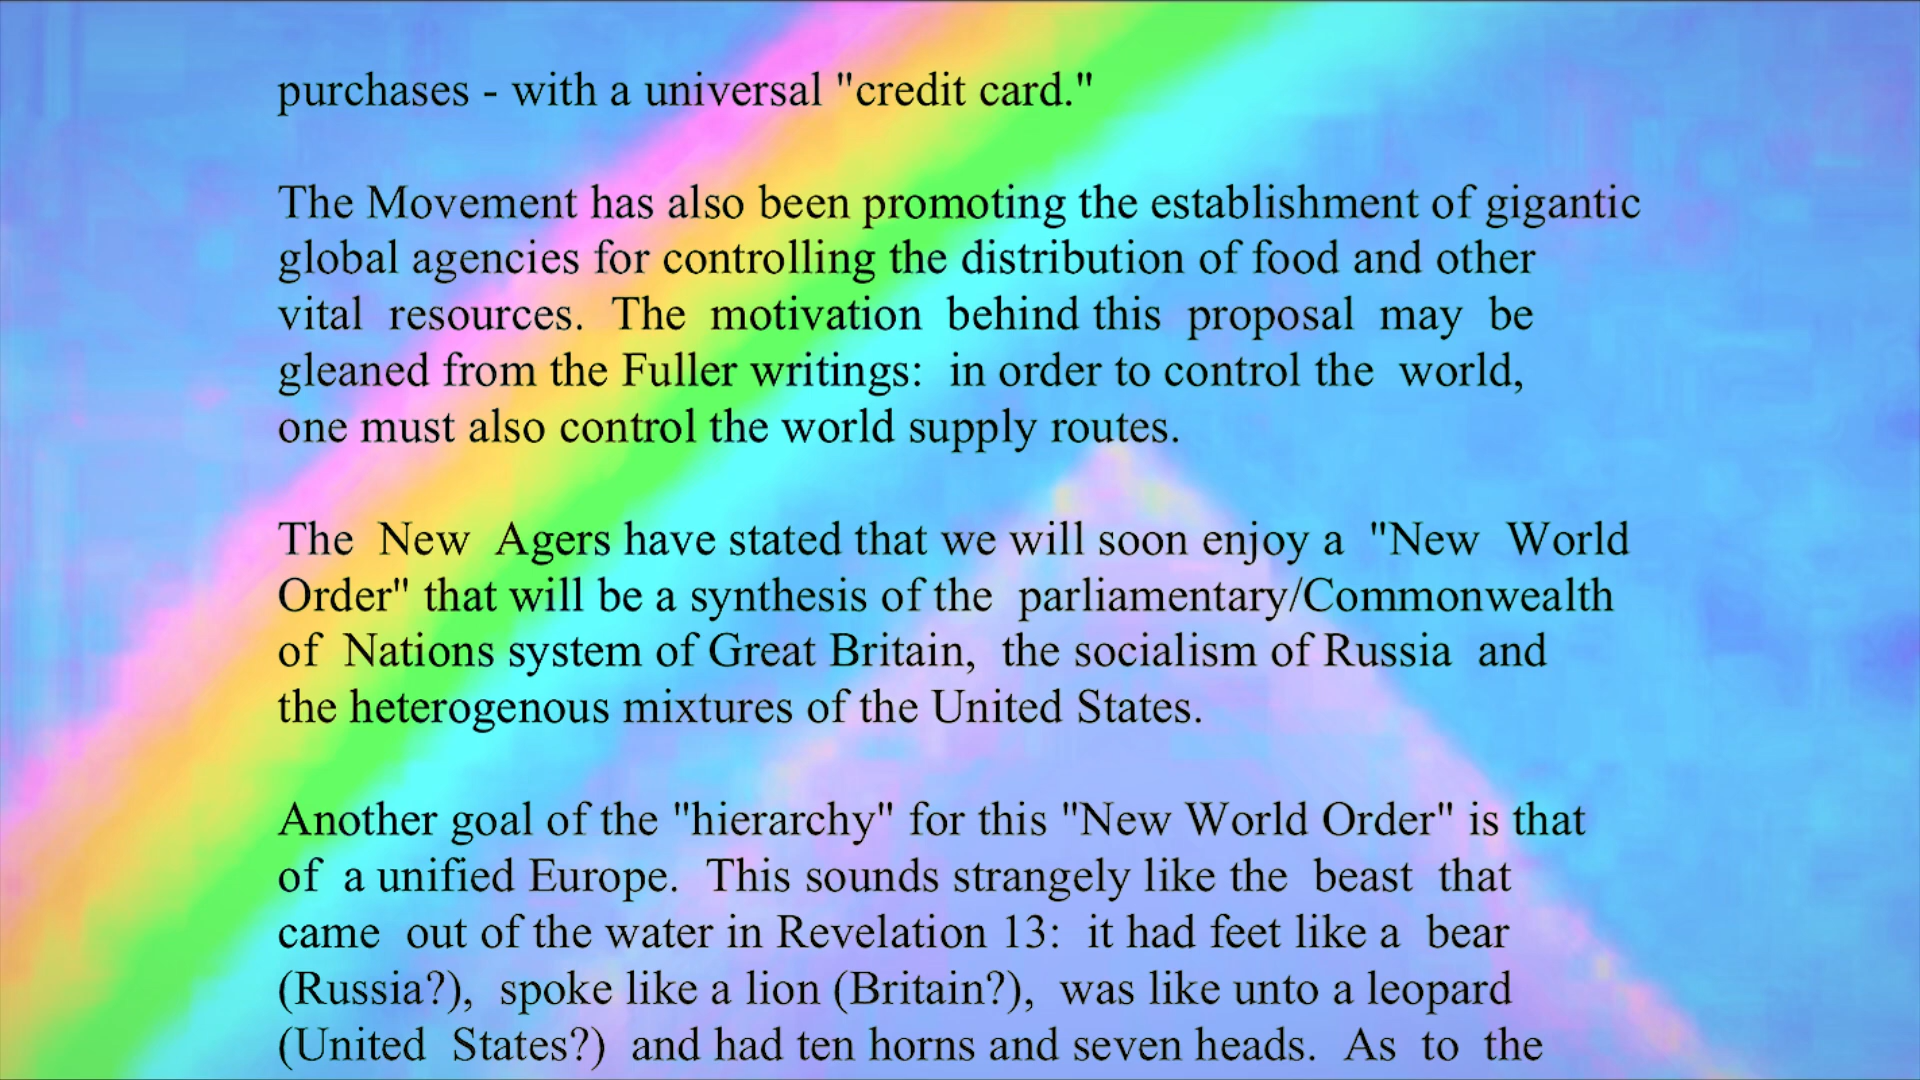 purchases - with a universal "credit card."
The Movement has also been promoting the establishment of gigantic
global agencies for controlling the distribution of food and other
vital resources. The motivation behind this proposal may be
gleaned from the Fuller writings: in order to control the world,
one must also control the world supply routes.
The New Agers have stated that we will soon enjoy a "New World
Order" that will be a synthesis of the parliamentary/Commonwealth
of Nations system of Great Britain, the socialism of Russia and
the heterogenous mixtures of the United States.
Another goal of the "hierarchy" for this "New World Order" is that
of a unified Europe. This sounds strangely like the beast that
came out of the water in Revelation 13: it had feet like a bear
(Russia?), spoke like a lion (Britain?), was like unto a leopard
(United States?) and had ten horns and seven heads. As to the